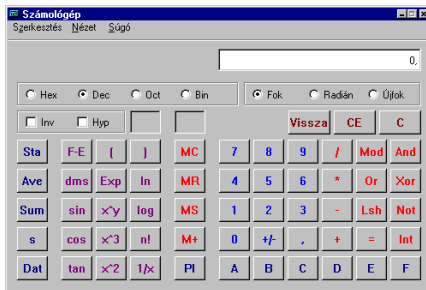 Számológép
Szerkesztés Nézet Súgó
0,
Hex Dec Oct Bin Fok Radián Újfok
Inv Hyp Vissza CE C
Sta F-E ( ) MC 7 8 9 / Mod And
Ave dms Exp ln MR 4 5 6 * Or Xor
Sum sin x^y log MS 1 2 3 - Lsh Not
s cos x^3 n! M+ 0 +/- , + = Int
Dat tan x^2 1/x PI A B C D E F